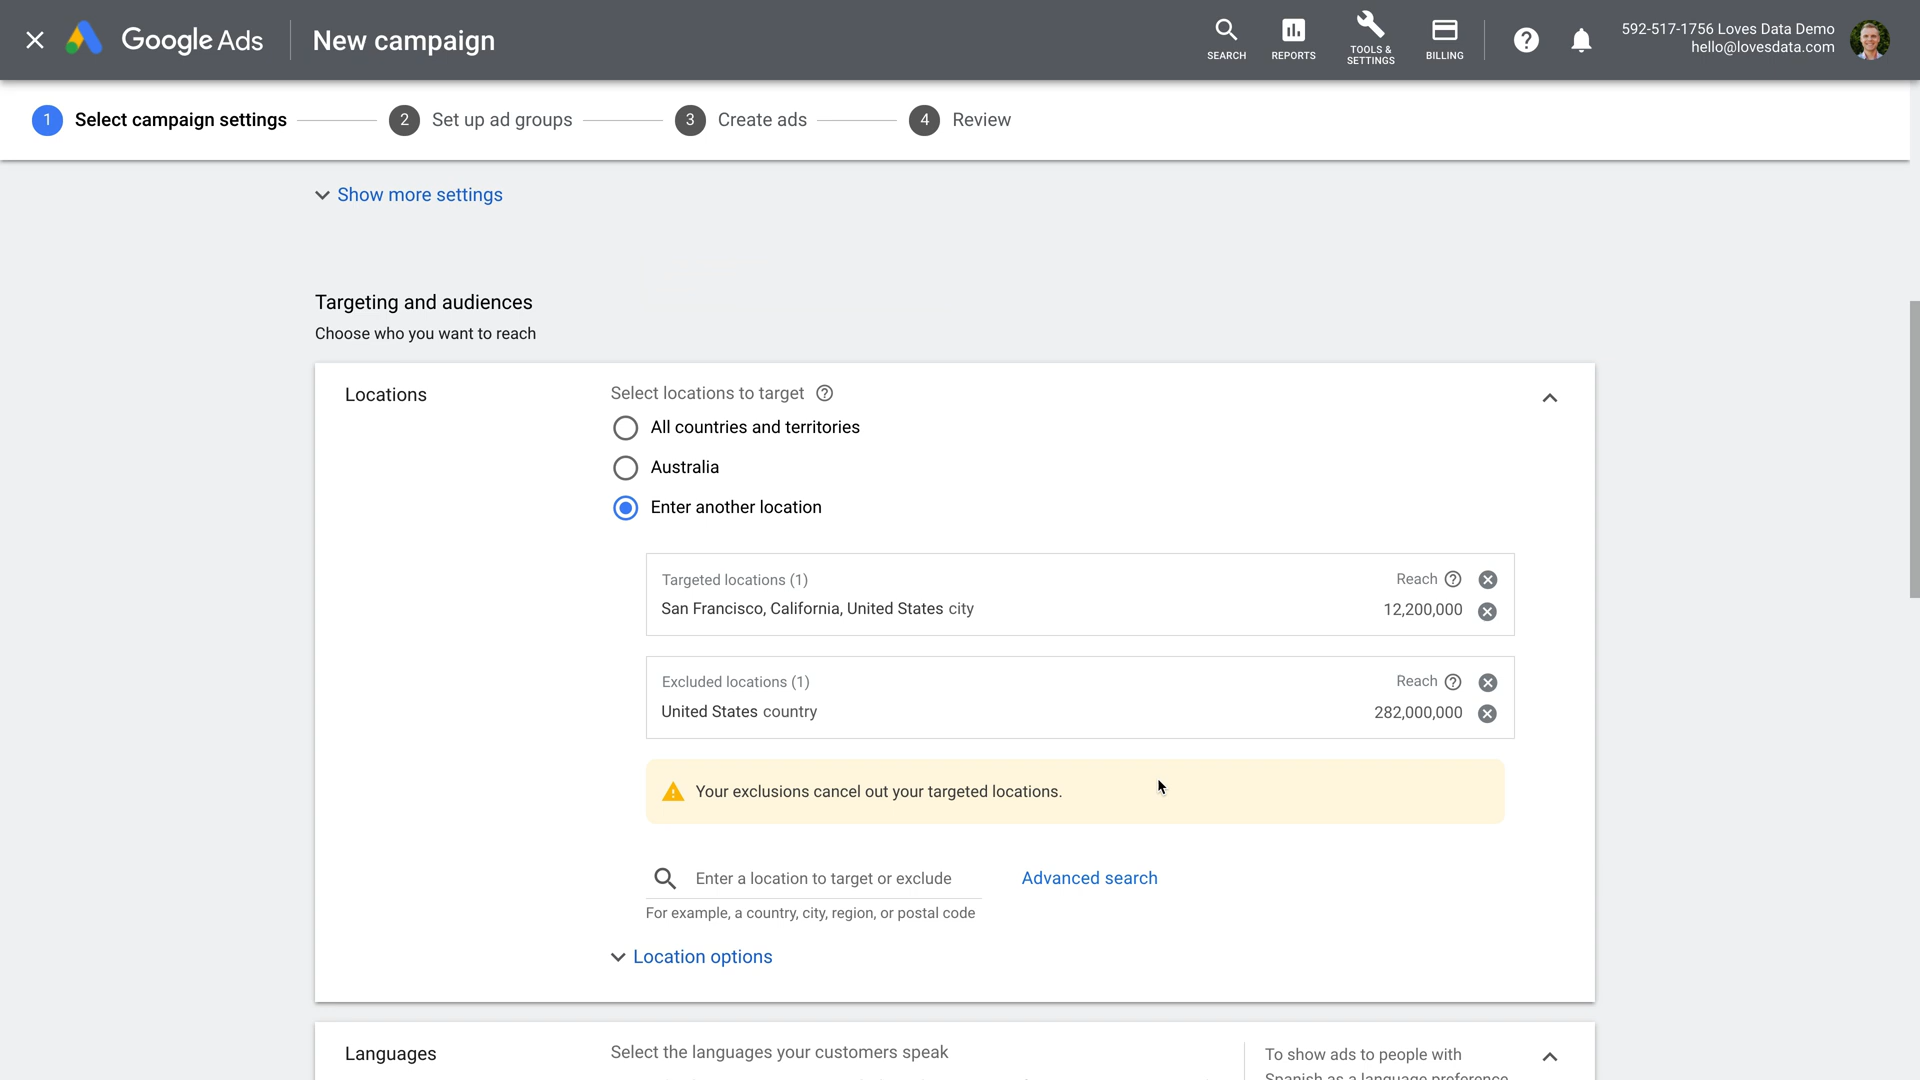 Google Ads
New campaign
SEARCH
REPORTS
TOOLS &
SETTINGS
BILLING
592-517-1756 Loves Data Demo
hello@lovesdata.com
1 Select campaign settings
2 Set up ad groups
3 Create ads
4 Review
Show more settings
Targeting and audiences
Choose who you want to reach
Locations
Select locations to target
All countries and territories
Australia
Enter another location
Targeted locations (1)
Reach
San Francisco, California, United States city
12,200,000
Excluded locations (1)
Reach
United States country
282,000,000
Your exclusions cancel out your targeted locations.
Enter a location to target or exclude
Advanced search
For example, a country, city, region, or postal code
Location options
Languages
Select the languages your customers speak
To show ads to people with
Spanish as a language preference